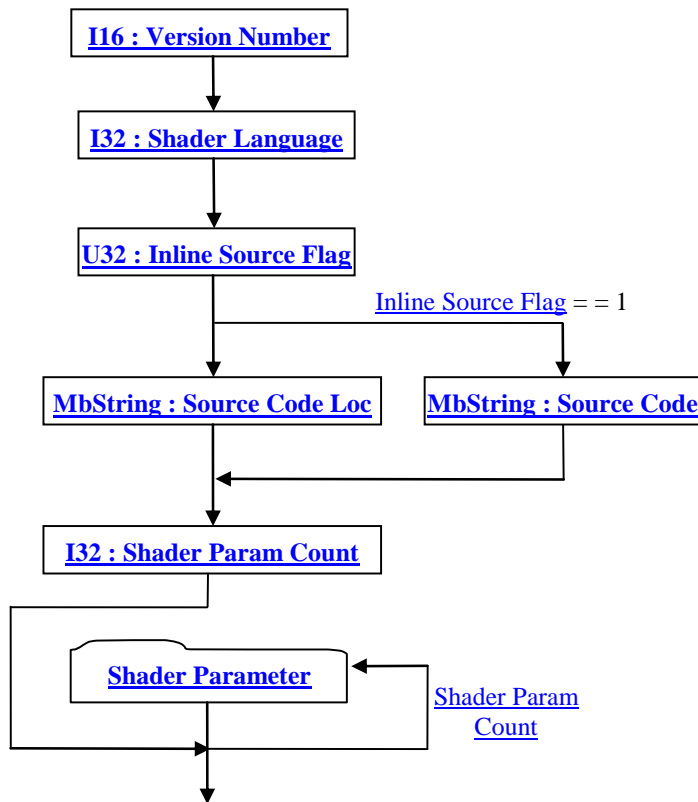 I16 : Version Number
I32 : Shader Language
U32 : Inline Source Flag
Inline Source Flag = = 1
MbString : Source Code Loc
MbString : Source Code
I32 : Shader Param Count
Shader Parameter
Shader Param
Count